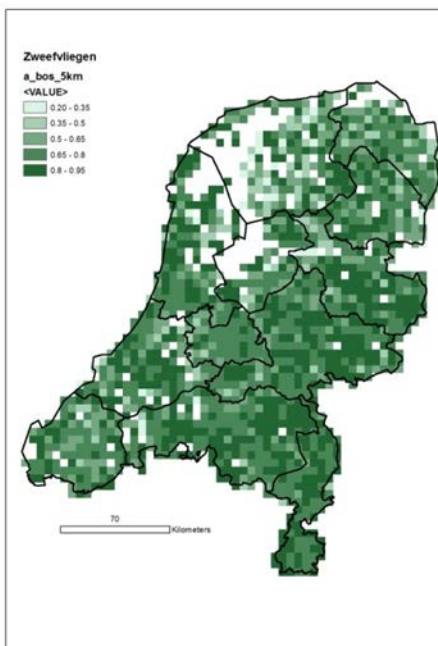 Zweefvliegen
a_bos_5km
<VALUE>
0.20 - 0.35
0.35 - 0.5
0.5 - 0.65
0.65 - 0.8
0.8 - 0.95
70
Kilometers